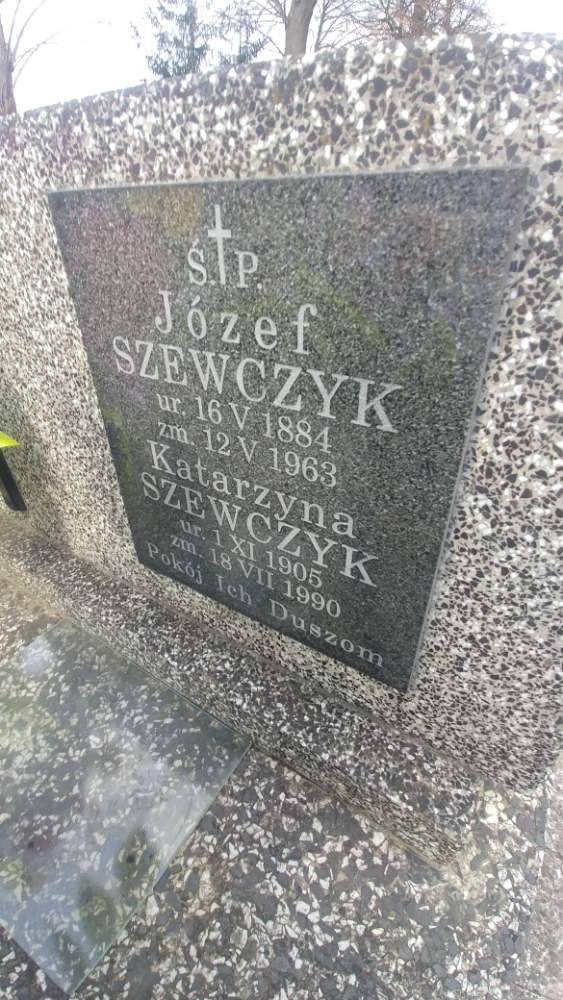 Ś.P.
Józef
SZEWCZYK
ur. 16 V 1884
zm. 12 V 1963
Katarzyna
SZEWCZYK
ur. 1 XI 1905
zm. 18 VII 1990
Pokój Ich Duszom